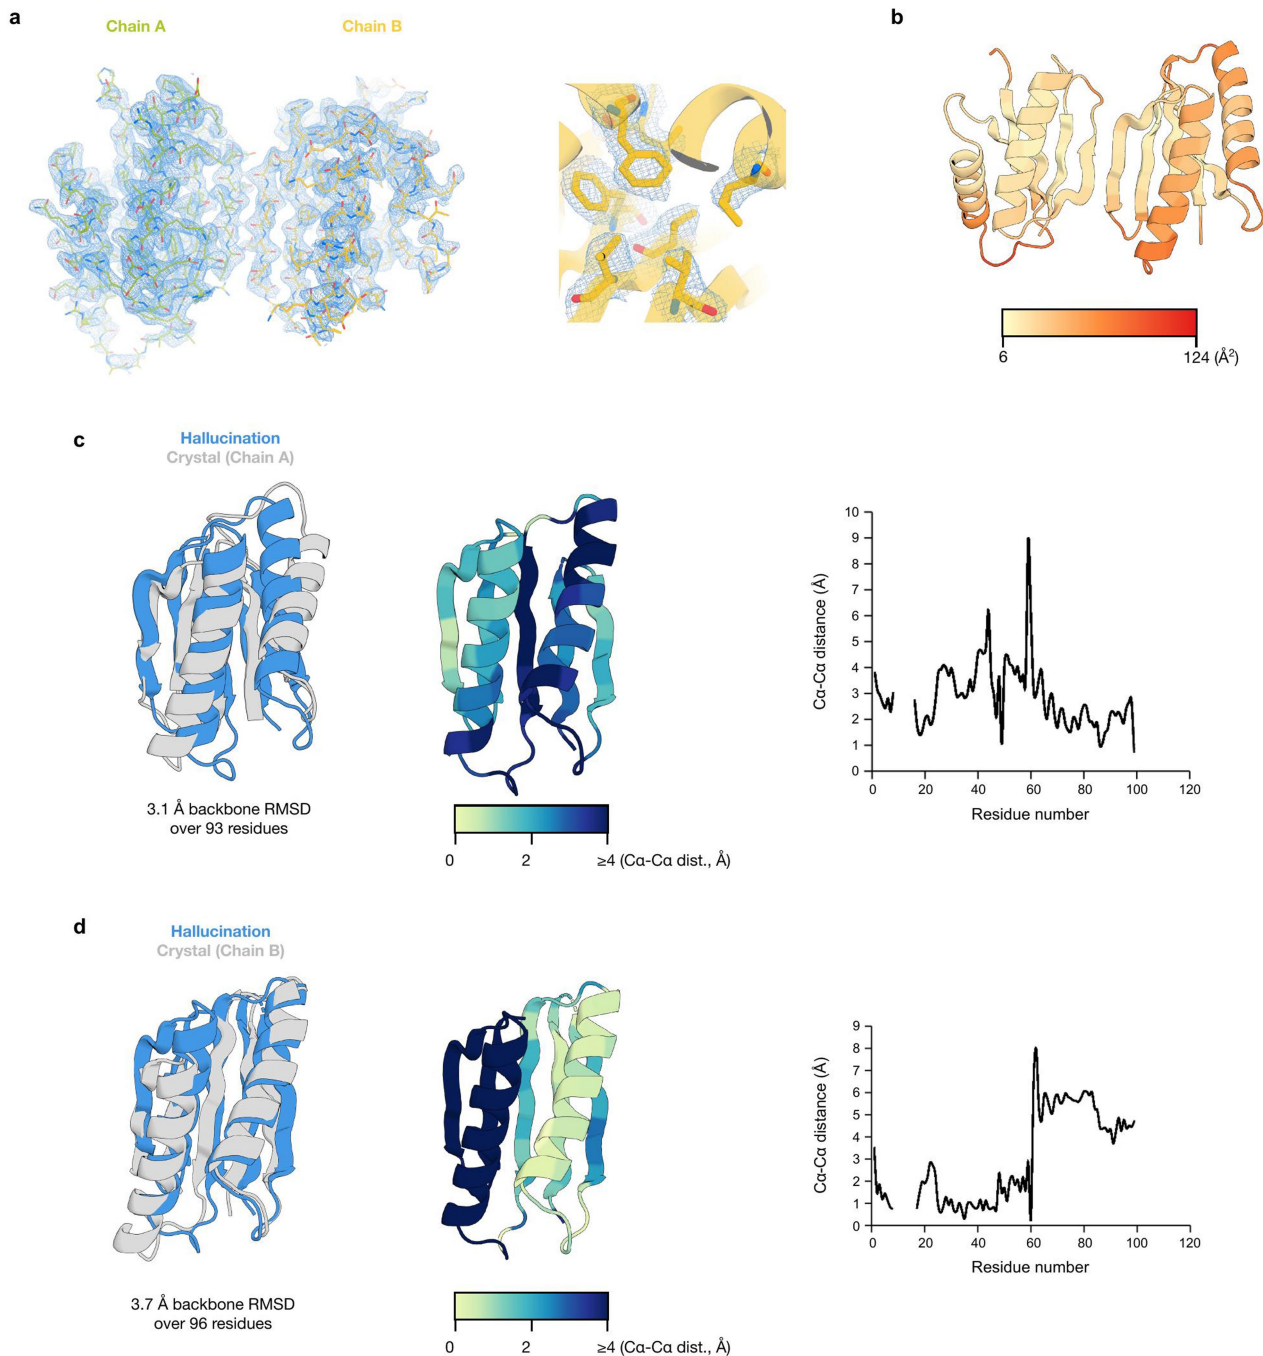 a
Chain A
Chain B
b
6
124 (Å²)
c
Hallucination
Crystal (Chain A)
3.1 Å backbone RMSD
over 93 residues
0
2
≥4 (Cα-Cα dist., Å)
Cα-Cα distance (Å)
10
9
8
7
6
5
4
3
2
1
0
0
20
40
60
80
100
120
Residue number
d
Hallucination
Crystal (Chain B)
3.7 Å backbone RMSD
over 96 residues
0
2
≥4 (Cα-Cα dist., Å)
Cα-Cα distance (Å)
9
8
7
6
5
4
3
2
1
0
0
20
40
60
80
100
120
Residue number